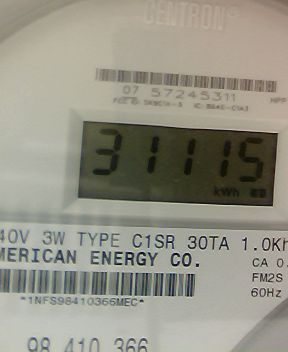 CENTRON®
07 57245311
31115
kWh
40V 3W TYPE C1SR 30TA 1.0Kh
MERICAN ENERGY CO.
CA 0.
FM2S
*1NFS98410366MEC*
60Hz
98 410 366